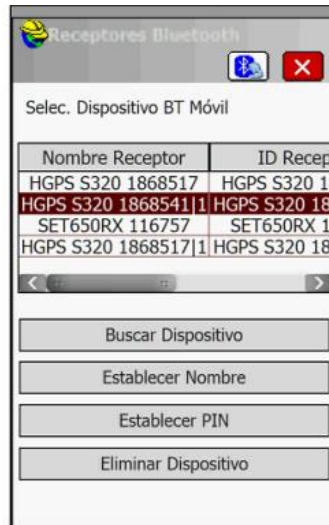 Receptores Bluetooth
Selec. Dispositivo BT Móvil
Nombre Receptor ID Recep
HGPS S320 1868517 HGPS S320 1
HGPS S320 1868541|1 HGPS S320 18
SET650RX 116757 SET650RX 1
HGPS S320 1868517|1 HGPS S320 18
Buscar Dispositivo
Establecer Nombre
Establecer PIN
Eliminar Dispositivo